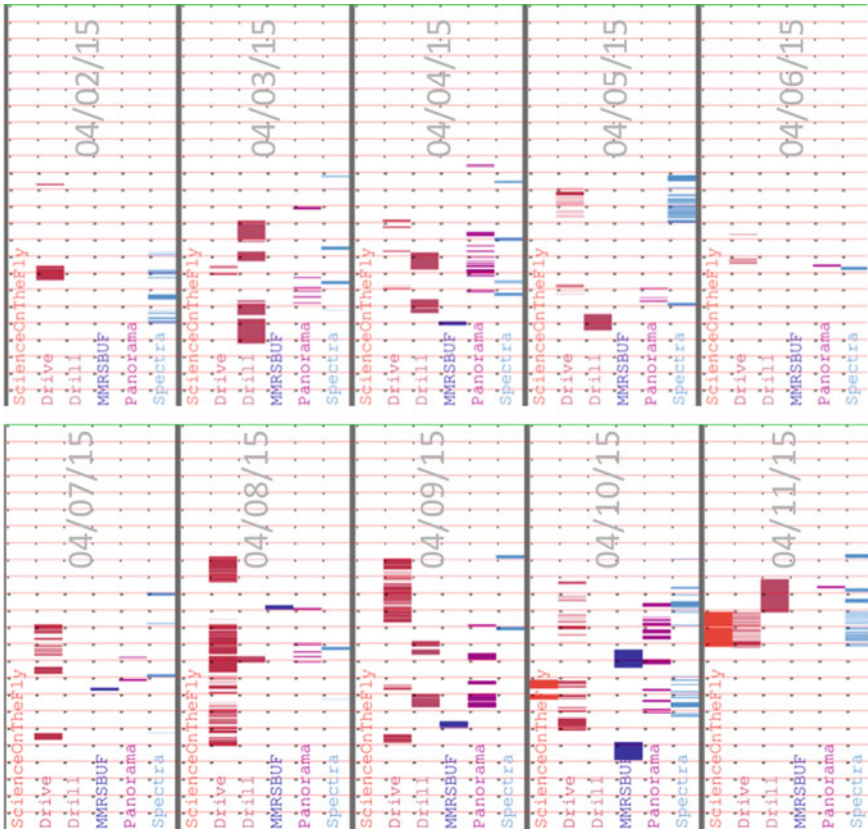 ScienceOnTheFly
Drive
Drill
MMRSBUF
Panorama
Spectra
04/02/15
ScienceOnTheFly
Drive
Drill
MMRSBUF
Panorama
Spectra
04/03/15
ScienceOnTheFly
Drive
Drill
MMRSBUF
Panorama
Spectra
04/04/15
ScienceOnTheFly
Drive
Drill
MMRSBUF
Panorama
Spectra
04/05/15
ScienceOnTheFly
Drive
Drill
MMRSBUF
Panorama
Spectra
04/06/15
ScienceOnTheFly
Drive
Drill
MMRSBUF
Panorama
Spectra
04/07/15
ScienceOnTheFly
Drive
Drill
MMRSBUF
Panorama
Spectra
04/08/15
ScienceOnTheFly
Drive
Drill
MMRSBUF
Panorama
Spectra
04/09/15
ScienceOnTheFly
Drive
Drill
MMRSBUF
Panorama
Spectra
04/10/15
ScienceOnTheFly
Drive
Drill
MMRSBUF
Panorama
Spectra
04/11/15